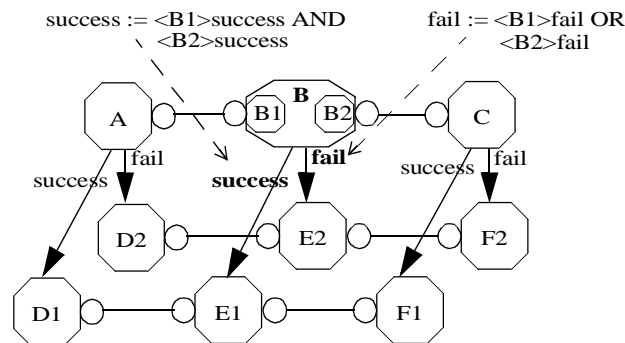 success := <B1>success AND
<B2>success
fail := <B1>fail OR
<B2>fail
B
A
B1
B2
C
fail
fail
fail
success
success
success
D2
E2
F2
D1
E1
F1